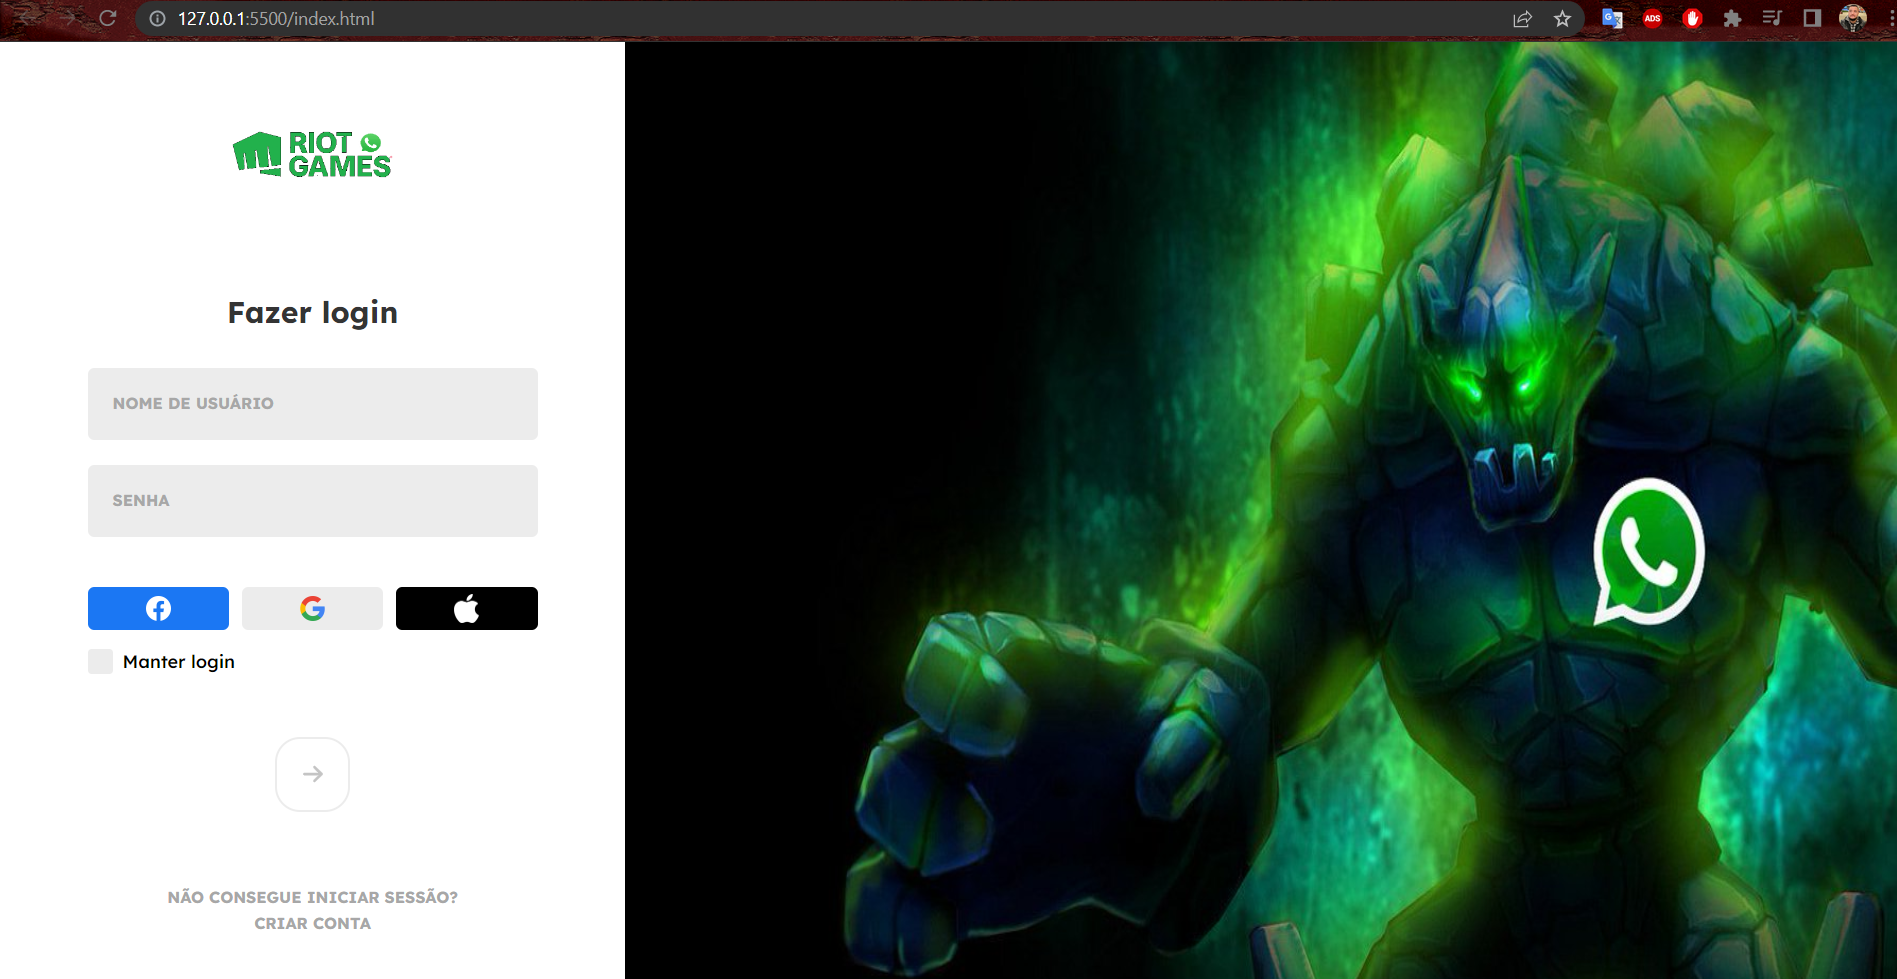 127.0.0.1:5500/index.html
ADS
RIOT
GAMES
Fazer login
NOME DE USUÁRIO
SENHA
Manter login
NÃO CONSEGUE INICIAR SESSÃO?
CRIAR CONTA